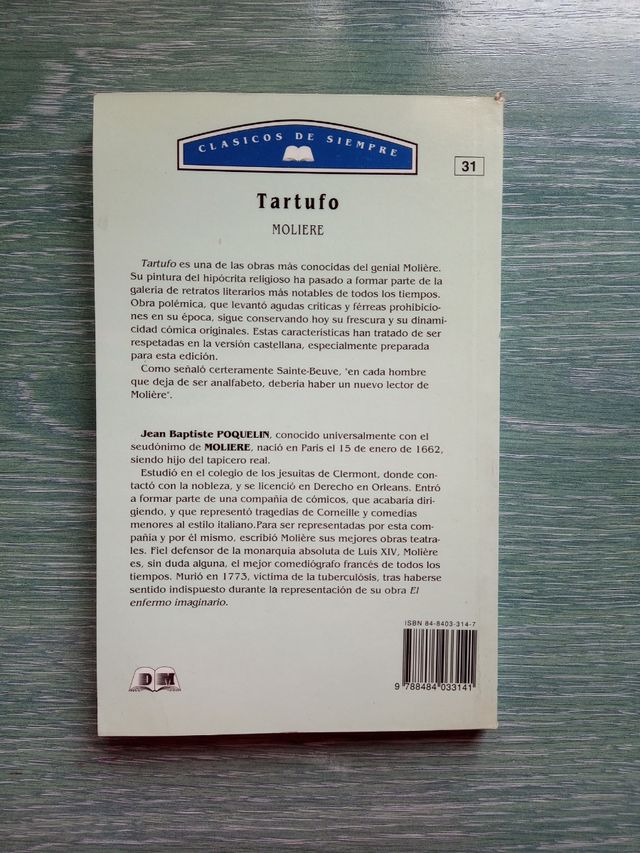 CLASICOS DE SIEMPRE
31
Tartufo
MOLIERE
Tartufo es una de las obras más conocidas del genial Molière.
Su pintura del hipócrita religioso ha pasado a formar parte de la
galería de retratos literarios más notables de todos los tiempos.
Obra polémica, que levantó agudas críticas y férreas prohibicio-
nes en su época, sigue conservando hoy su frescura y su dinami-
cidad cómica originales. Estas características han tratado de ser
respetadas en la versión castellana, especialmente preparada
para esta edición.
Como señaló certeramente Sainte-Beuve, "en cada hombre
que deja de ser analfabeto, debería haber un nuevo lector de
Molière".
Jean Baptiste POQUELIN, conocido universalmente con el
seudónimo de MOLIERE, nació en Paris el 15 de enero de 1662,
siendo hijo del tapicero real.
Estudió en el colegio de los jesuitas de Clermont, donde con-
tactó con la nobleza, y se licenció en Derecho en Orleans. Entró
a formar parte de una compañía de cómicos, que acabaría diri-
giendo, y que representó tragedias de Corneille y comedias
menores al estilo italiano.Para ser representadas por esta com-
pañía y por él mismo, escribió Molière sus mejores obras teatra-
les. Fiel defensor de la monarquía absoluta de Luis XIV, Molière
es, sin duda alguna, el mejor comediógrafo francés de todos los
tiempos. Murió en 1773, víctima de la tuberculósis, tras haberse
sentido indispuesto durante la representación de su obra El
enfermo imaginario.
ISBN 84-8403-314-7
DM
9 788484 033141